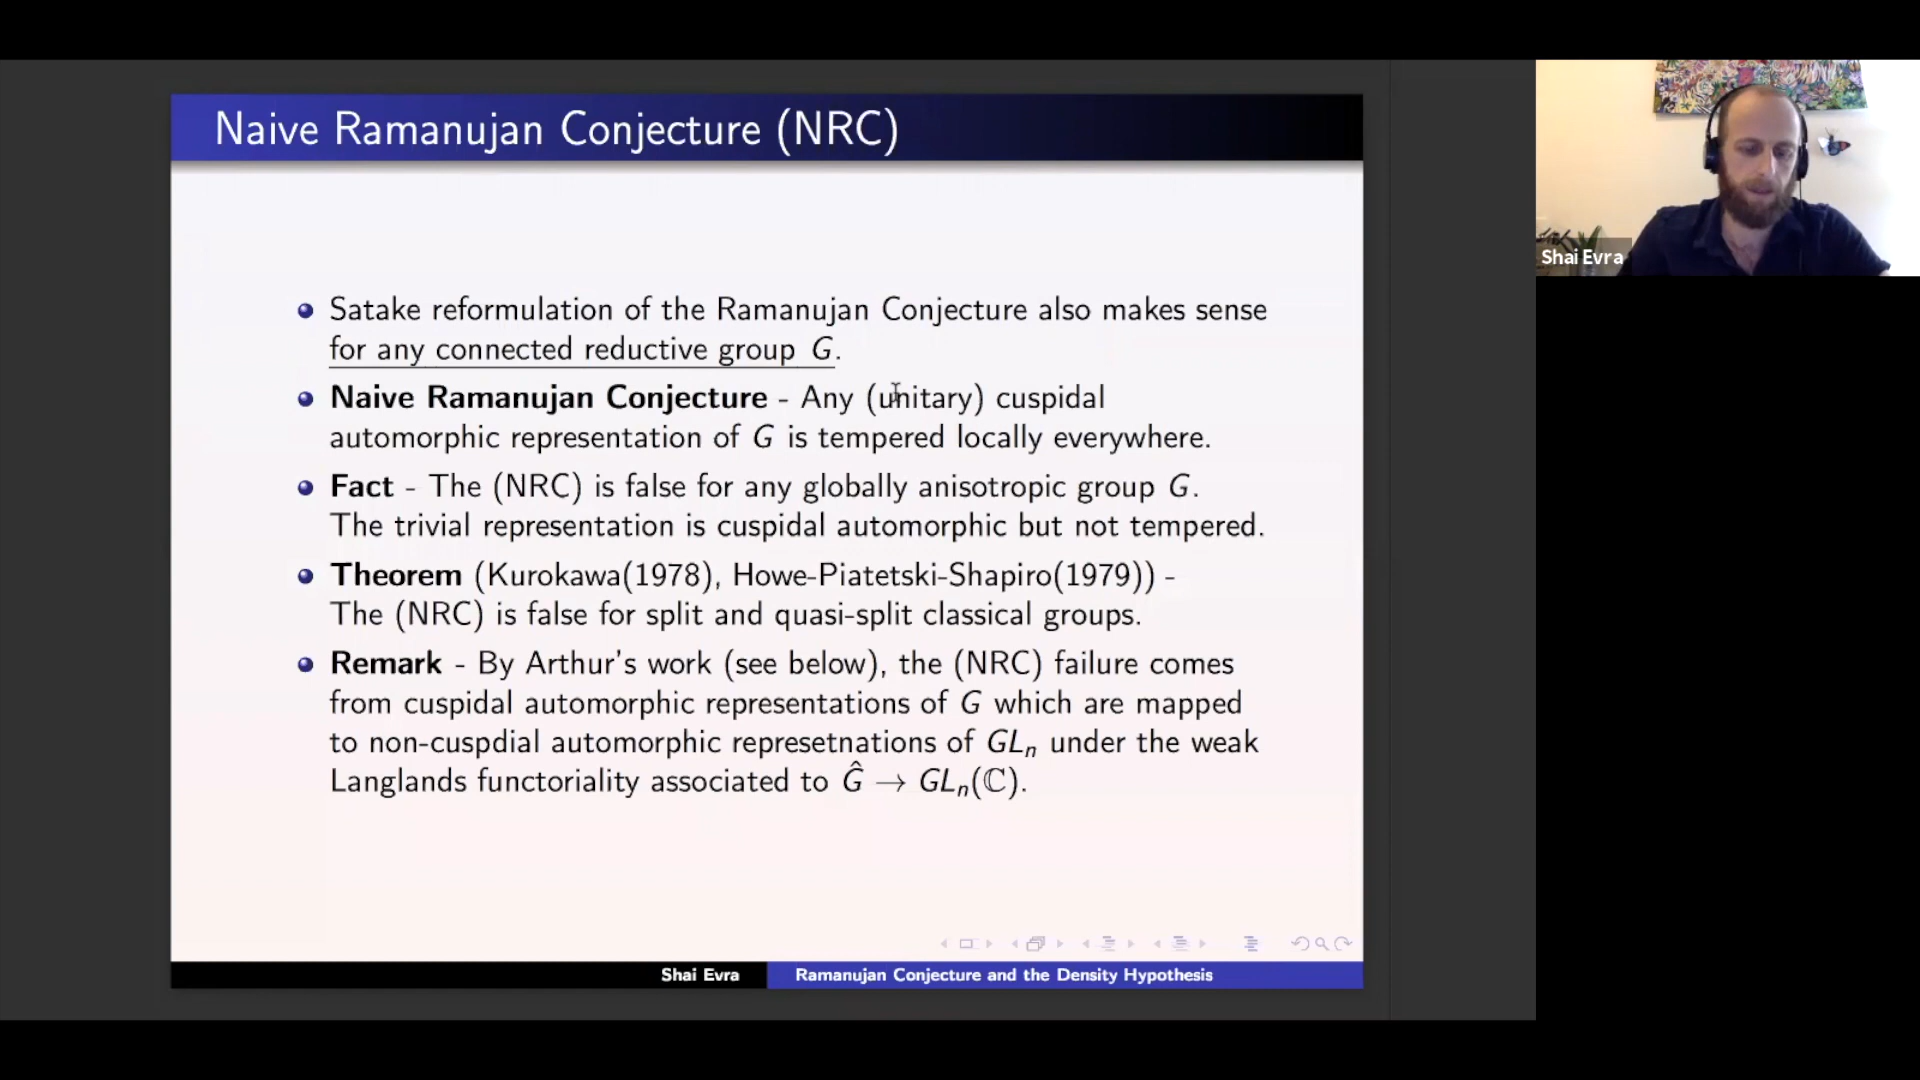 Naive Ramanujan Conjecture (NRC)
Satake reformulation of the Ramanujan Conjecture also makes sense
for any connected reductive group G.
Naive Ramanujan Conjecture - Any (unitary) cuspidal
automorphic representation of G is tempered locally everywhere.
Fact - The (NRC) is false for any globally anisotropic group G.
The trivial representation is cuspidal automorphic but not tempered.
Theorem (Kurokawa(1978), Howe-Piatetski-Shapiro(1979)) -
The (NRC) is false for split and quasi-split classical groups.
Remark - By Arthur's work (see below), the (NRC) failure comes
from cuspidal automorphic representations of G which are mapped
to non-cuspdial automorphic represetnations of GLₙ under the weak
Langlands functoriality associated to Ĝ → GLₙ(ℂ).
Shai Evra
Ramanujan Conjecture and the Density Hypothesis
Shai Evra